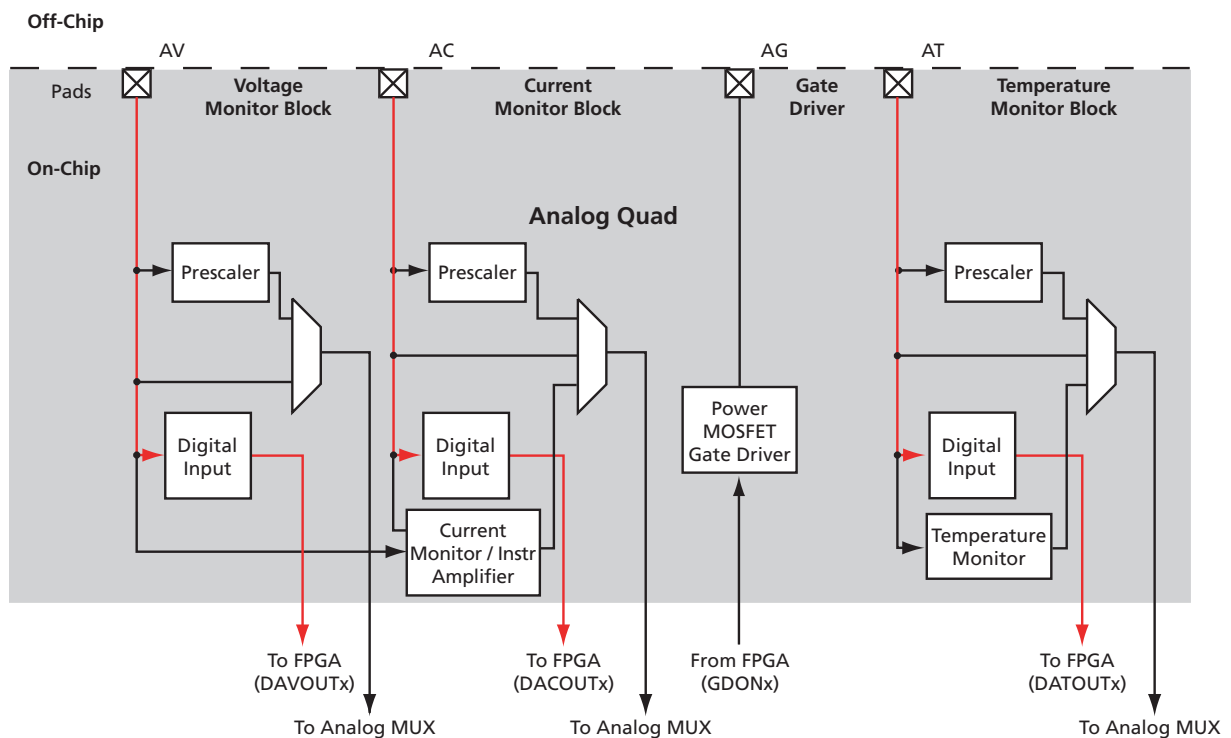 Off-Chip
AV
AC
AG
AT
Pads
Voltage
Monitor Block
Current
Monitor Block
Gate
Driver
Temperature
Monitor Block
On-Chip
Analog Quad
Prescaler
Prescaler
Prescaler
Power
MOSFET
Gate Driver
Digital
Input
Digital
Input
Digital
Input
Current
Monitor / Instr
Amplifier
Temperature
Monitor
To FPGA
(DAVOUTx)
To FPGA
(DACOUTx)
From FPGA
(GDONx)
To FPGA
(DATOUTx)
To Analog MUX
To Analog MUX
To Analog MUX